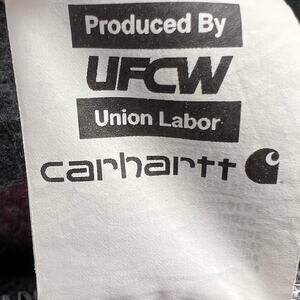 Produced By
UFCW
Union Labor
carhartt